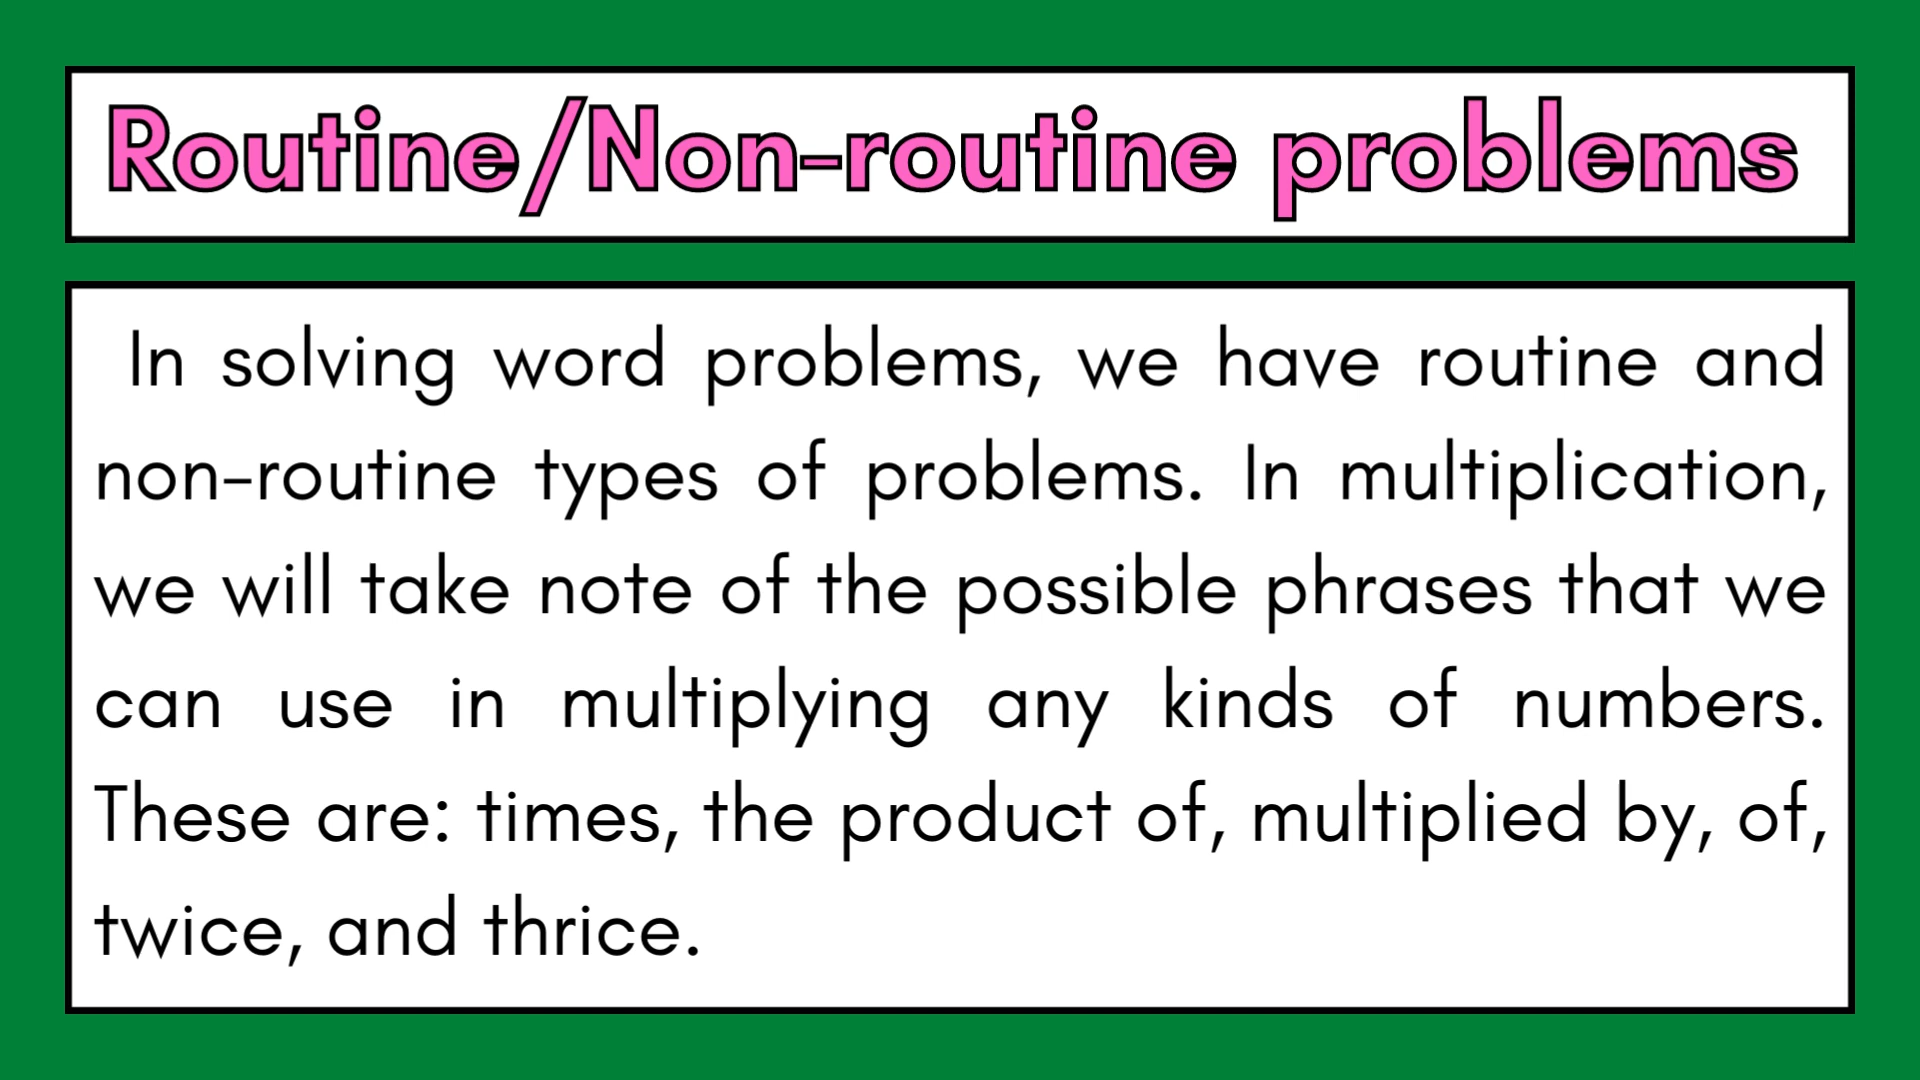 Routine/Non-routine problems
In solving word problems, we have routine and
non-routine types of problems. In multiplication,
we will take note of the possible phrases that we
can use in multiplying any kinds of numbers.
These are: times, the product of, multiplied by, of,
twice, and thrice.